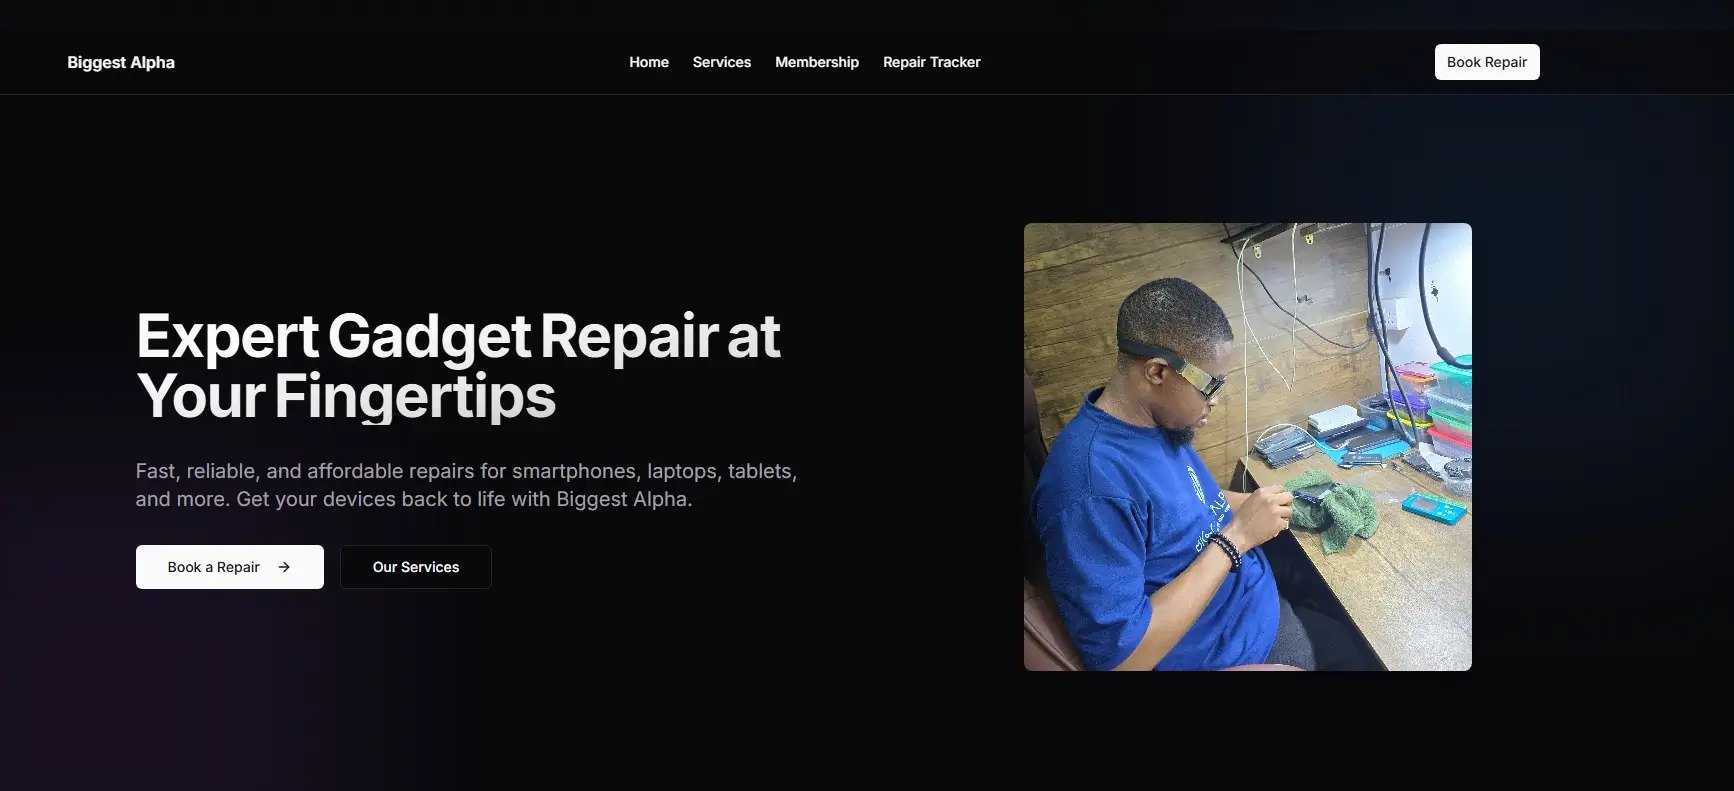 Biggest Alpha
Home Services Membership Repair Tracker
Book Repair
Expert Gadget Repair at
Your Fingertips
Fast, reliable, and affordable repairs for smartphones, laptops, tablets,
and more. Get your devices back to life with Biggest Alpha.
Book a Repair →
Our Services